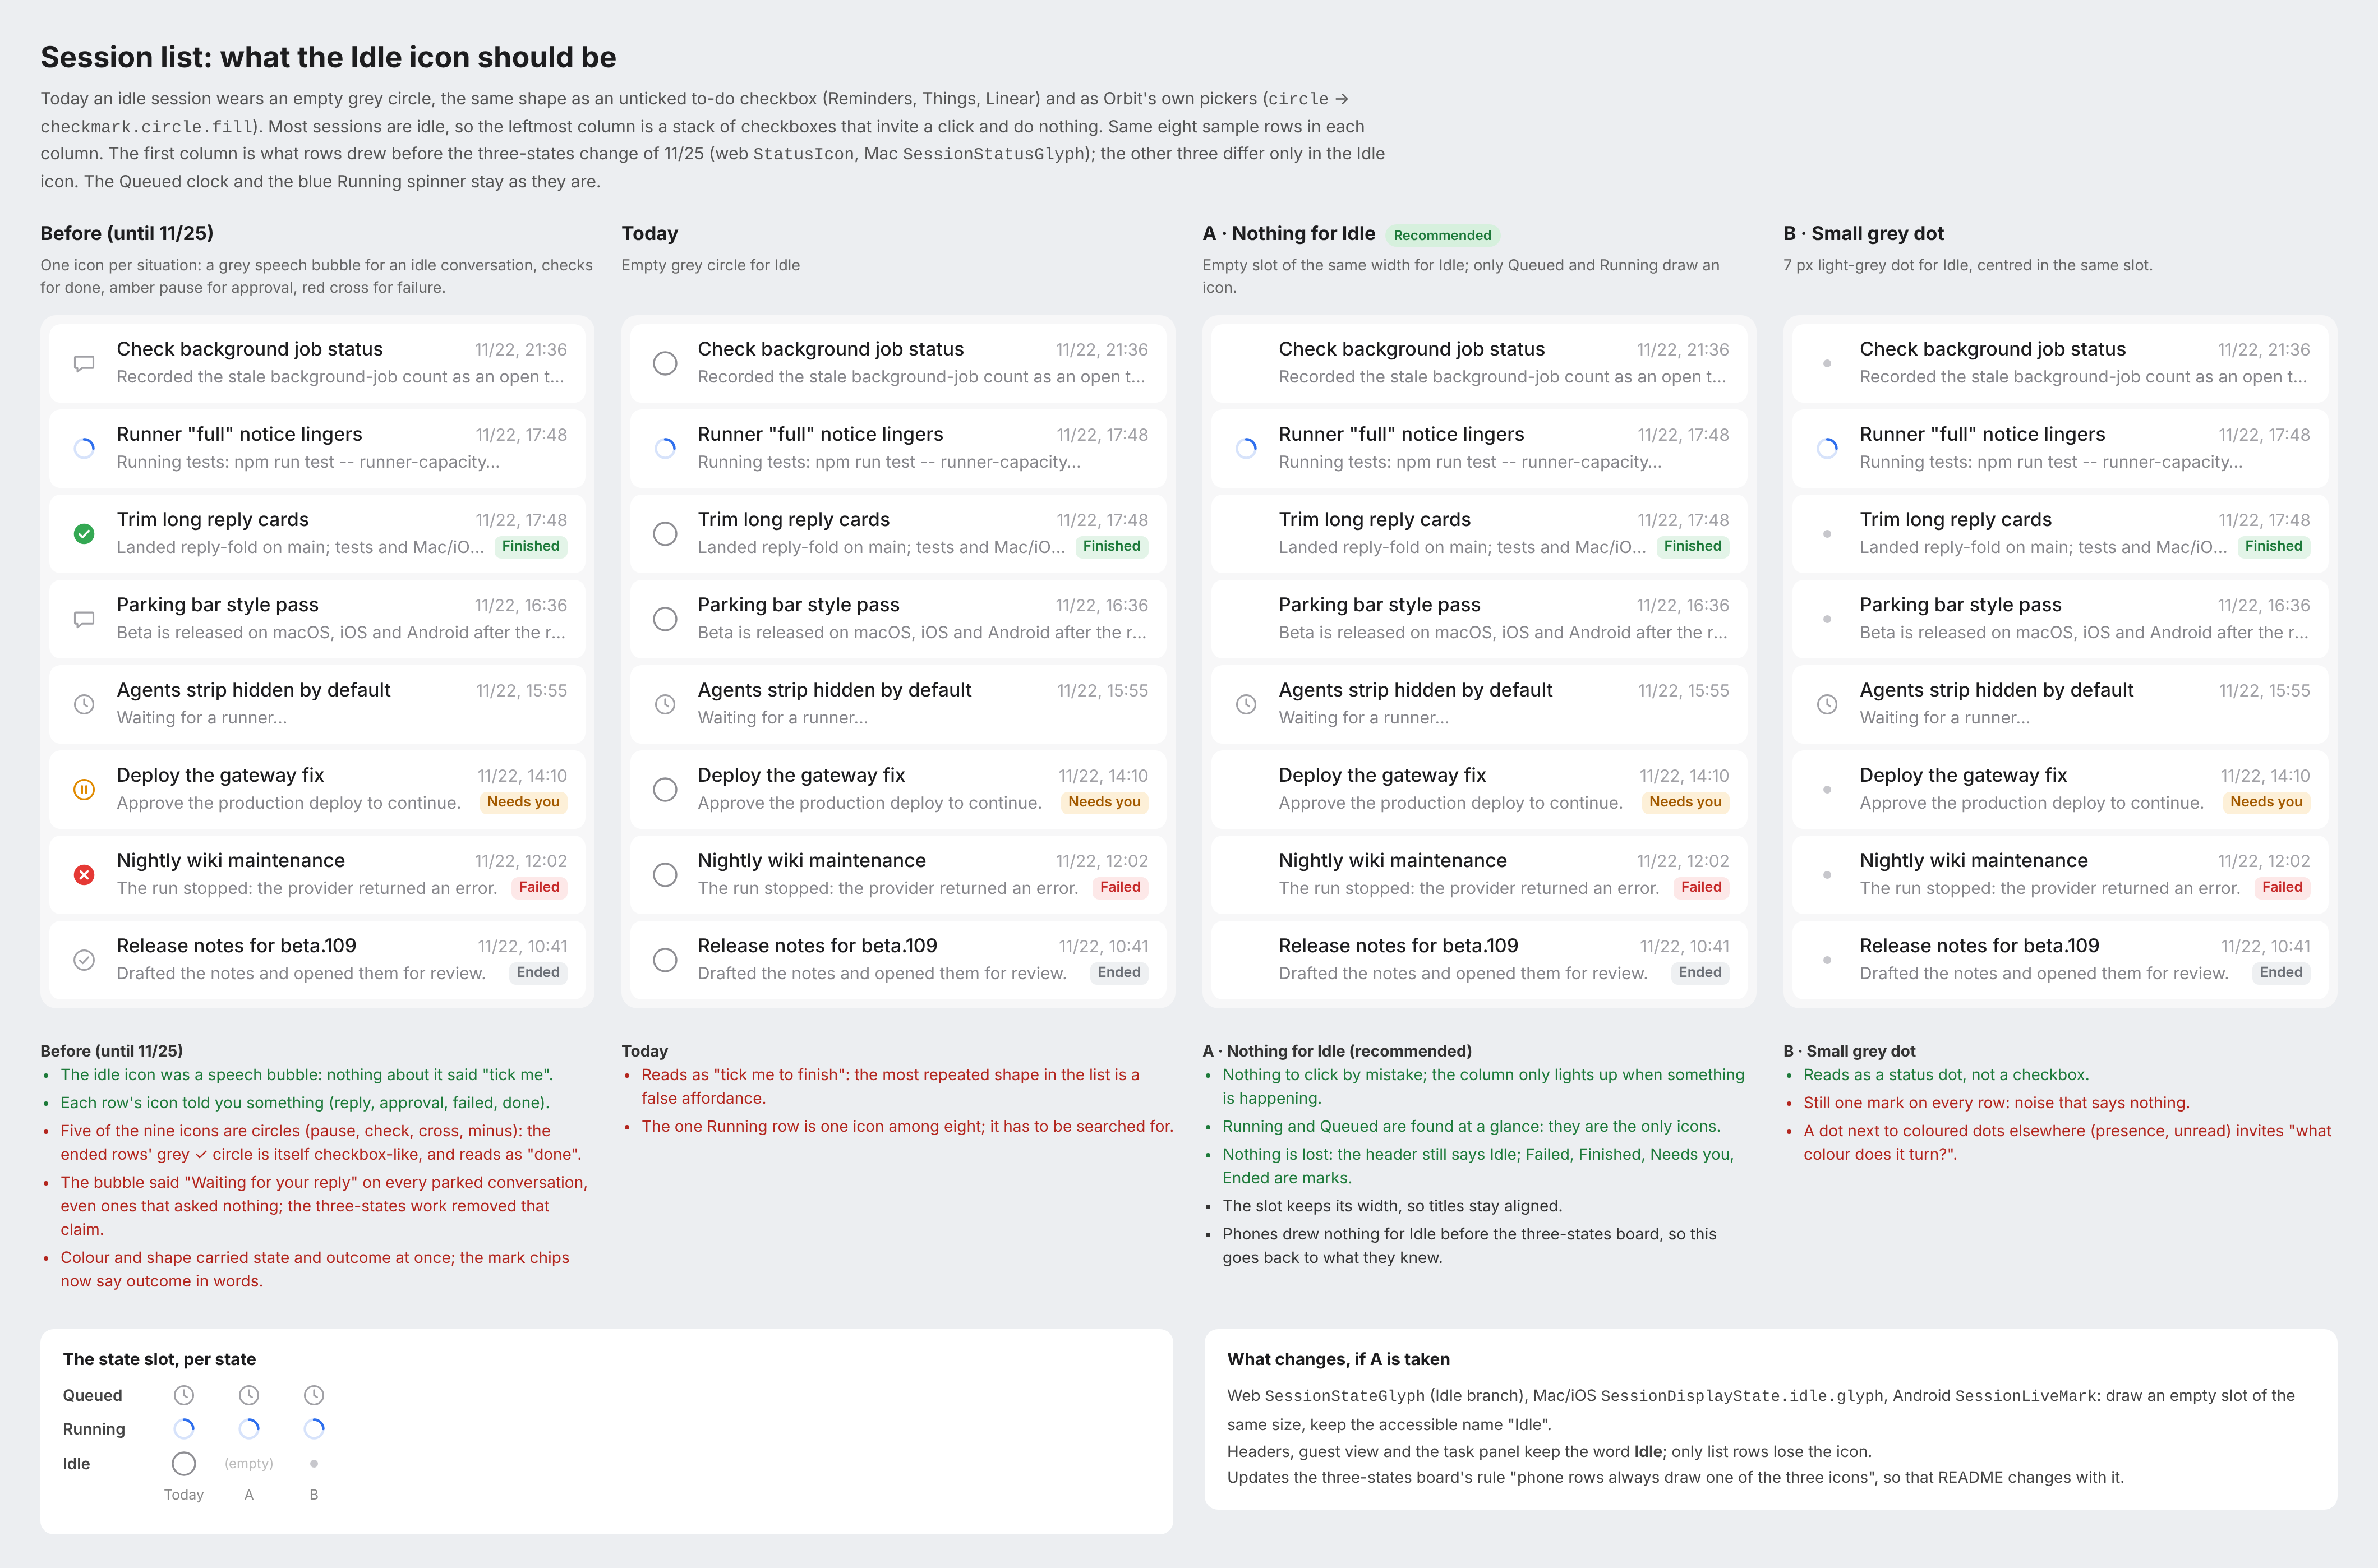 Session list: what the Idle icon should be
Today an idle session wears an empty grey circle, the same shape as an unticked to-do checkbox (Reminders, Things, Linear) and as Orbit's own pickers (circle →
checkmark.circle.fill). Most sessions are idle, so the leftmost column is a stack of checkboxes that invite a click and do nothing. Same eight sample rows in each
column. The first column is what rows drew before the three-states change of 11/25 (web StatusIcon, Mac SessionStatusGlyph); the other three differ only in the Idle
icon. The Queued clock and the blue Running spinner stay as they are.
Before (until 11/25)
One icon per situation: a grey speech bubble for an idle conversation, checks
for done, amber pause for approval, red cross for failure.
Check background job status 11/22, 21:36
Recorded the stale background-job count as an open t...
Runner "full" notice lingers 11/22, 17:48
Running tests: npm run test -- runner-capacity...
Trim long reply cards 11/22, 17:48
Landed reply-fold on main; tests and Mac/iO... Finished
Parking bar style pass 11/22, 16:36
Beta is released on macOS, iOS and Android after the r...
Agents strip hidden by default 11/22, 15:55
Waiting for a runner...
Deploy the gateway fix 11/22, 14:10
Approve the production deploy to continue. Needs you
Nightly wiki maintenance 11/22, 12:02
The run stopped: the provider returned an error. Failed
Release notes for beta.109 11/22, 10:41
Drafted the notes and opened them for review. Ended
Today
Empty grey circle for Idle
Check background job status 11/22, 21:36
Recorded the stale background-job count as an open t...
Runner "full" notice lingers 11/22, 17:48
Running tests: npm run test -- runner-capacity...
Trim long reply cards 11/22, 17:48
Landed reply-fold on main; tests and Mac/iO... Finished
Parking bar style pass 11/22, 16:36
Beta is released on macOS, iOS and Android after the r...
Agents strip hidden by default 11/22, 15:55
Waiting for a runner...
Deploy the gateway fix 11/22, 14:10
Approve the production deploy to continue. Needs you
Nightly wiki maintenance 11/22, 12:02
The run stopped: the provider returned an error. Failed
Release notes for beta.109 11/22, 10:41
Drafted the notes and opened them for review. Ended
A · Nothing for Idle Recommended
Empty slot of the same width for Idle; only Queued and Running draw an
icon.
Check background job status 11/22, 21:36
Recorded the stale background-job count as an open t...
Runner "full" notice lingers 11/22, 17:48
Running tests: npm run test -- runner-capacity...
Trim long reply cards 11/22, 17:48
Landed reply-fold on main; tests and Mac/iO... Finished
Parking bar style pass 11/22, 16:36
Beta is released on macOS, iOS and Android after the r...
Agents strip hidden by default 11/22, 15:55
Waiting for a runner...
Deploy the gateway fix 11/22, 14:10
Approve the production deploy to continue. Needs you
Nightly wiki maintenance 11/22, 12:02
The run stopped: the provider returned an error. Failed
Release notes for beta.109 11/22, 10:41
Drafted the notes and opened them for review. Ended
B · Small grey dot
7 px light-grey dot for Idle, centred in the same slot.
Check background job status 11/22, 21:36
Recorded the stale background-job count as an open t...
Runner "full" notice lingers 11/22, 17:48
Running tests: npm run test -- runner-capacity...
Trim long reply cards 11/22, 17:48
Landed reply-fold on main; tests and Mac/iO... Finished
Parking bar style pass 11/22, 16:36
Beta is released on macOS, iOS and Android after the r...
Agents strip hidden by default 11/22, 15:55
Waiting for a runner...
Deploy the gateway fix 11/22, 14:10
Approve the production deploy to continue. Needs you
Nightly wiki maintenance 11/22, 12:02
The run stopped: the provider returned an error. Failed
Release notes for beta.109 11/22, 10:41
Drafted the notes and opened them for review. Ended
Before (until 11/25)
• The idle icon was a speech bubble: nothing about it said "tick me".
• Each row's icon told you something (reply, approval, failed, done).
• Five of the nine icons are circles (pause, check, cross, minus): the
ended rows' grey ✓ circle is itself checkbox-like, and reads as "done".
• The bubble said "Waiting for your reply" on every parked conversation,
even ones that asked nothing; the three-states work removed that
claim.
• Colour and shape carried state and outcome at once; the mark chips
now say outcome in words.
Today
• Reads as "tick me to finish": the most repeated shape in the list is a
false affordance.
• The one Running row is one icon among eight; it has to be searched for.
A · Nothing for Idle (recommended)
• Nothing to click by mistake; the column only lights up when something
is happening.
• Running and Queued are found at a glance: they are the only icons.
• Nothing is lost: the header still says Idle; Failed, Finished, Needs you,
Ended are marks.
• The slot keeps its width, so titles stay aligned.
• Phones drew nothing for Idle before the three-states board, so this
goes back to what they knew.
B · Small grey dot
• Reads as a status dot, not a checkbox.
• Still one mark on every row: noise that says nothing.
• A dot next to coloured dots elsewhere (presence, unread) invites "what
colour does it turn?".
The state slot, per state
Queued
Running
Idle (empty)
Today A B
What changes, if A is taken
Web SessionStateGlyph (Idle branch), Mac/iOS SessionDisplayState.idle.glyph, Android SessionLiveMark: draw an empty slot of the
same size, keep the accessible name "Idle".
Headers, guest view and the task panel keep the word Idle; only list rows lose the icon.
Updates the three-states board's rule "phone rows always draw one of the three icons", so that README changes with it.